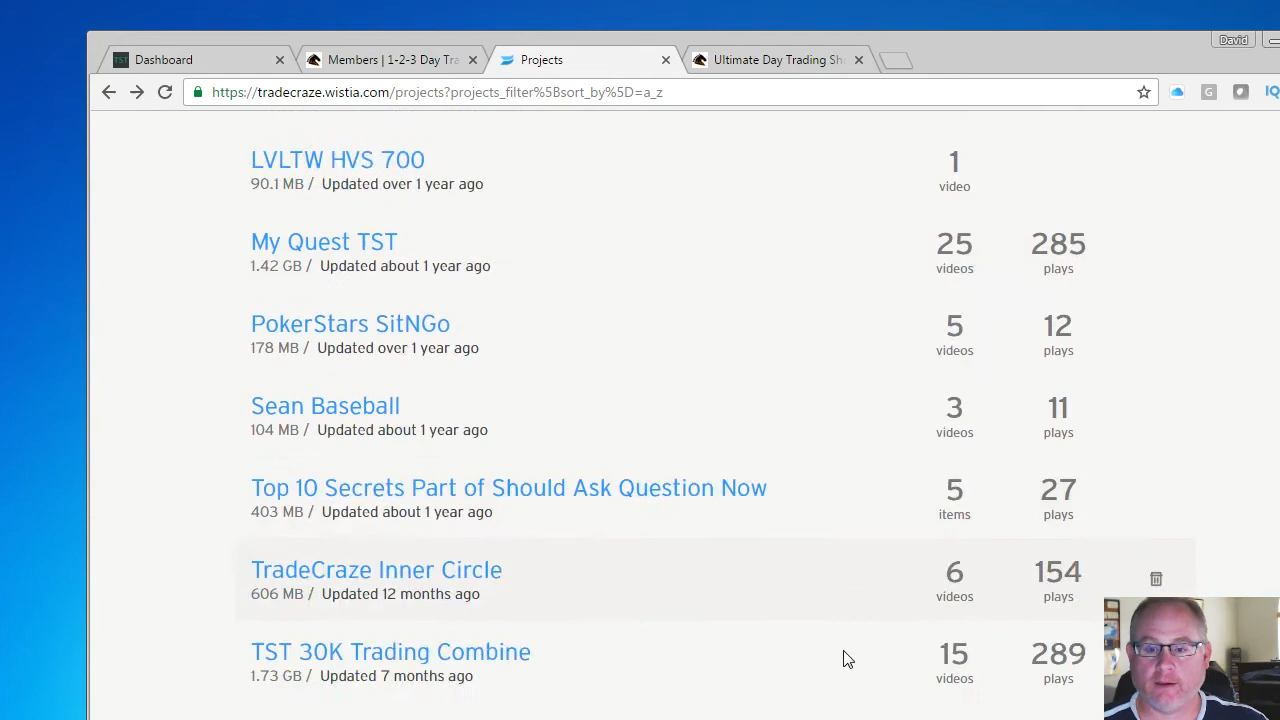 David
TST Dashboard
Members | 1-2-3 Day Tra
Projects
Ultimate Day Trading Sh
https://tradecraze.wistia.com/projects?projects_filter%5Bsort_by%5D=a_z
G
IQ
LVLTW HVS 700
90.1 MB / Updated over 1 year ago
1
video
My Quest TST
1.42 GB / Updated about 1 year ago
25
videos
285
plays
PokerStars SitNGo
178 MB / Updated over 1 year ago
5
videos
12
plays
Sean Baseball
104 MB / Updated about 1 year ago
3
videos
11
plays
Top 10 Secrets Part of Should Ask Question Now
403 MB / Updated about 1 year ago
5
items
27
plays
TradeCraze Inner Circle
606 MB / Updated 12 months ago
6
videos
154
plays
TST 30K Trading Combine
1.73 GB / Updated 7 months ago
15
videos
289
plays